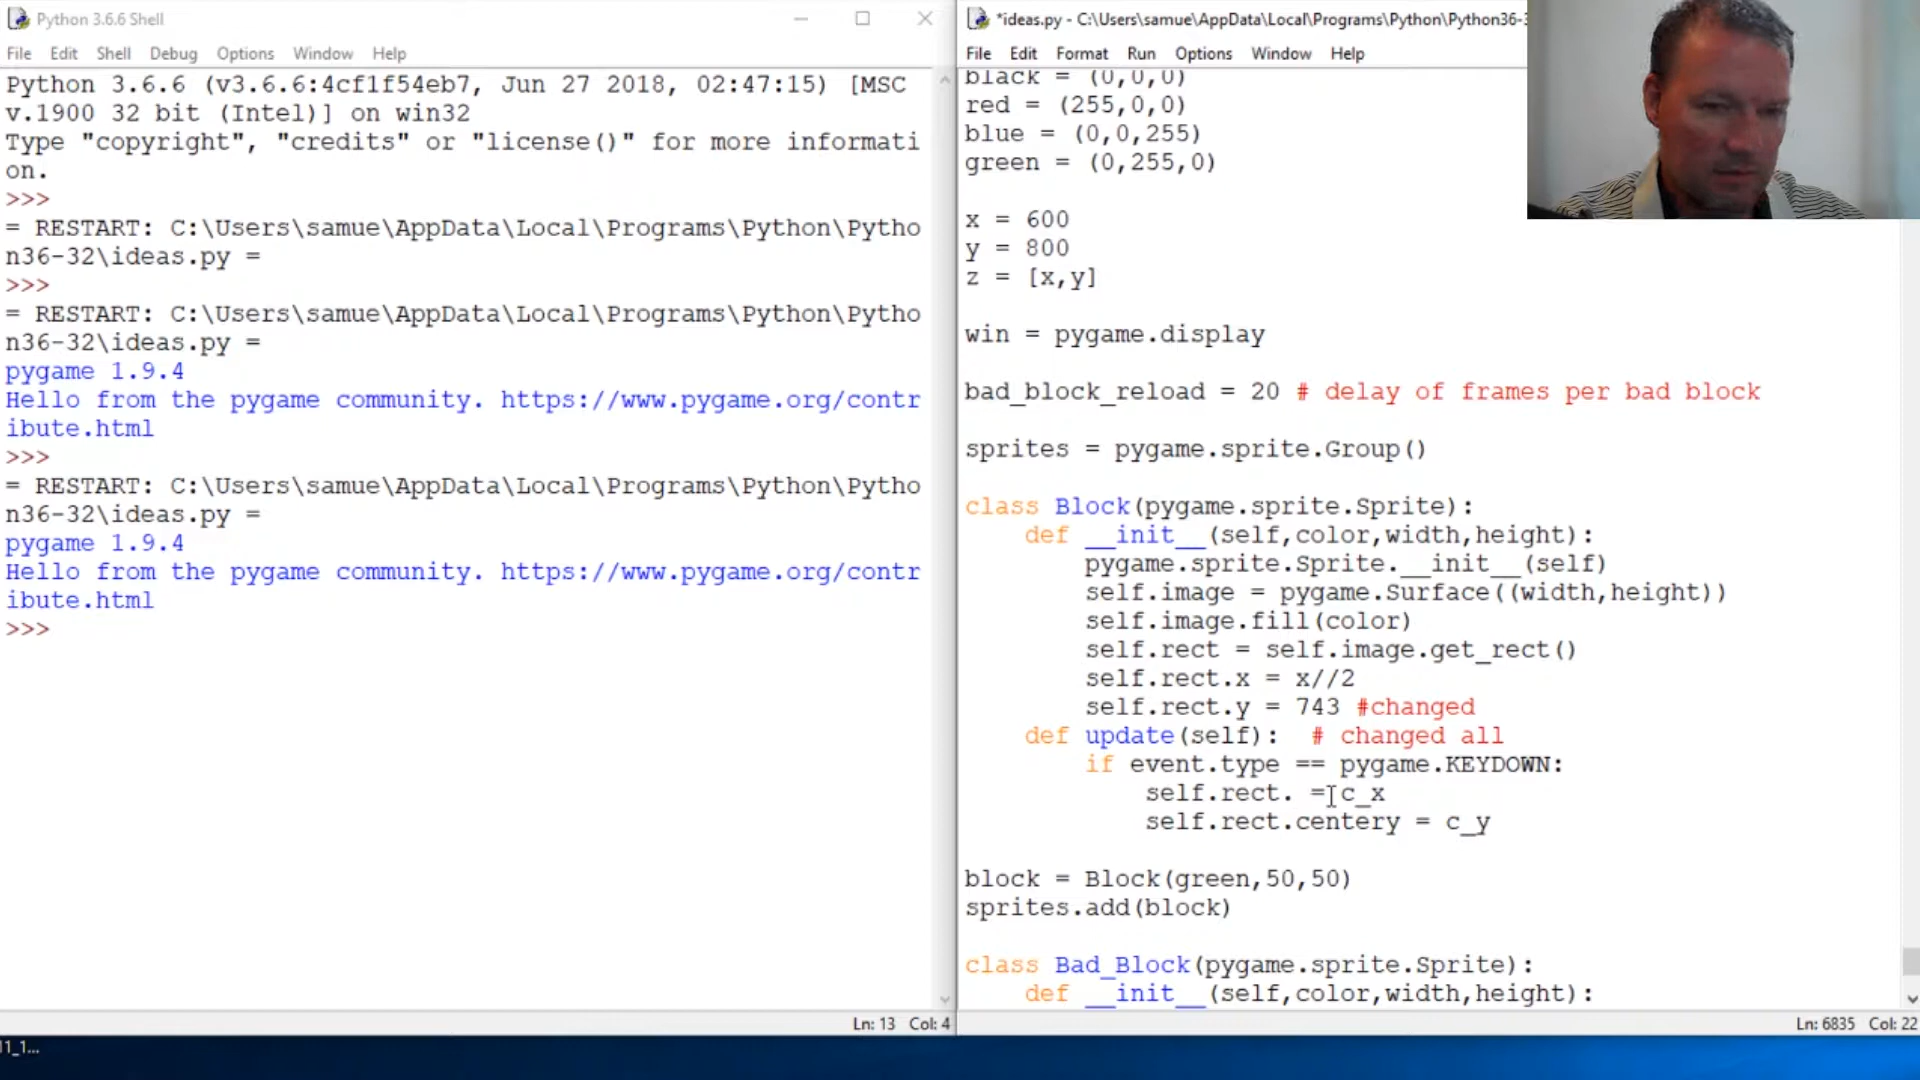 Python 3.6.6 Shell
File Edit Shell Debug Options Window Help
Python 3.6.6 (v3.6.6:4cf1f54eb7, Jun 27 2018, 02:47:15) [MSC
v.1900 32 bit (Intel)] on win32
Type "copyright", "credits" or "license()" for more informati
on.
>>>
= RESTART: C:\Users\samue\AppData\Local\Programs\Python\Pytho
n36-32\ideas.py =
>>>
= RESTART: C:\Users\samue\AppData\Local\Programs\Python\Pytho
n36-32\ideas.py =
pygame 1.9.4
Hello from the pygame community. https://www.pygame.org/contr
ibute.html
>>>
= RESTART: C:\Users\samue\AppData\Local\Programs\Python\Pytho
n36-32\ideas.py =
pygame 1.9.4
Hello from the pygame community. https://www.pygame.org/contr
ibute.html
>>>
Ln: 13 Col: 4
*ideas.py - C:\Users\samue\AppData\Local\Programs\Python\Python36-3
File Edit Format Run Options Window Help
black = (0,0,0)
red = (255,0,0)
blue = (0,0,255)
green = (0,255,0)
x = 600
y = 800
z = [x,y]
win = pygame.display
bad_block_reload = 20 # delay of frames per bad block
sprites = pygame.sprite.Group()
class Block(pygame.sprite.Sprite):
def __init__(self,color,width,height):
pygame.sprite.Sprite.__init__(self)
self.image = pygame.Surface((width,height))
self.image.fill(color)
self.rect = self.image.get_rect()
self.rect.x = x//2
self.rect.y = 743 #changed
def update(self): # changed all
if event.type == pygame.KEYDOWN:
self.rect. = c_x
self.rect.centery = c_y
block = Block(green,50,50)
sprites.add(block)
class Bad_Block(pygame.sprite.Sprite):
def __init__(self,color,width,height):
Ln: 6835 Col: 22
11_1...